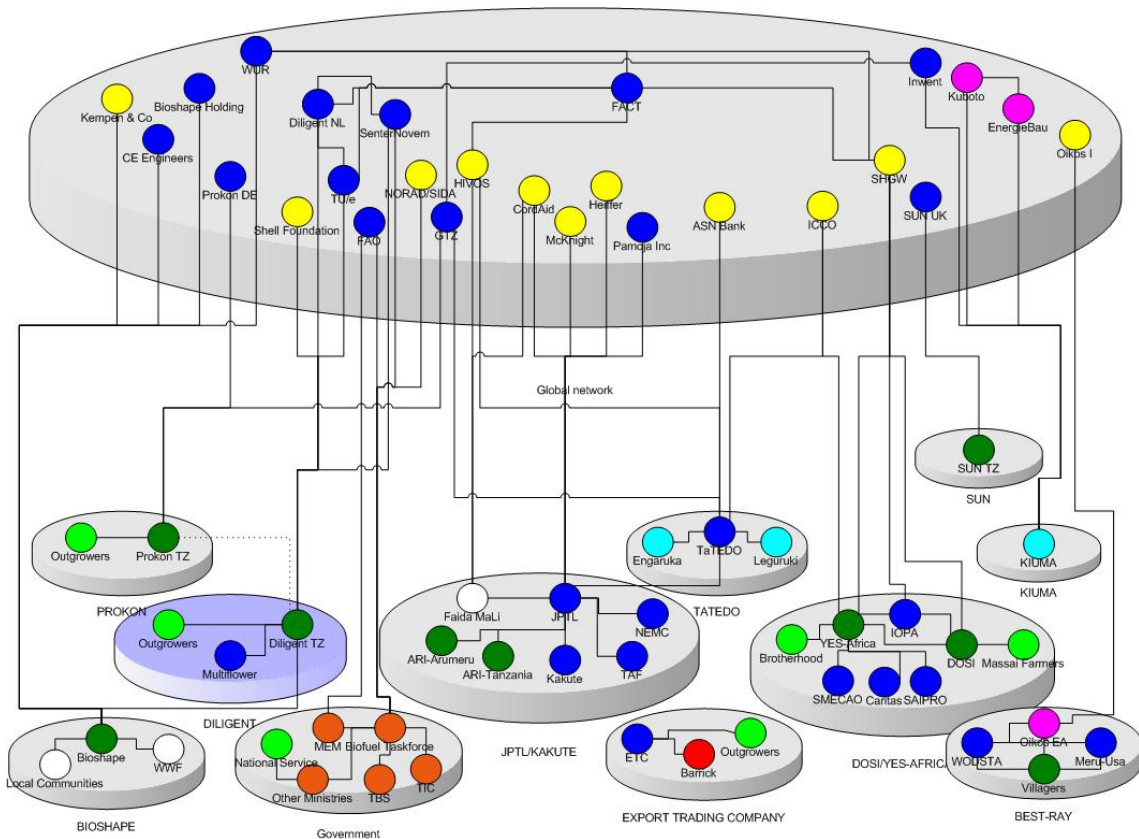 WUR
Inwent
Kuboto
Kempen & Co
Bioshape Holding
FACT
Diligent NL
SenterNovem
EnergieBau
CE Engineers
Oikos I
Prokon DE
TU/e
NORAD/SIDA
HIVOS
SHGW
CordAid
Heifer
SUN UK
Shell Foundation
FAO
GTZ
McKnight
Pamoja Inc
ASN Bank
ICCO
Global network
SUN TZ
SUN
Outgrowers
Prokon TZ
Engaruka
TaTEDO
Leguruki
KIUMA
PROKON
TATEDO
KIUMA
Faida MaLi
JPTL
NEMC
Outgrowers
Diligent TZ
YES-Africa
IOPA
ARI-Arumeru
ARI-Tanzania
Kakute
TAF
Brotherhood
DOSI
Massai Farmers
Multiflower
SMECAO
Caritas
SAIPRO
DILIGENT
MEM
Biofuel Taskforce
JPTL/KAKUTE
DOSI/YES-AFRICA
Oikos EA
Bioshape
National Service
ETC
Outgrowers
WODSTA
Meru-Usa
Local Communities
WWF
Other Ministries
TBS
TIC
Barrick
Villagers
BIOSHAPE
Government
EXPORT TRADING COMPANY
BEST-RAY